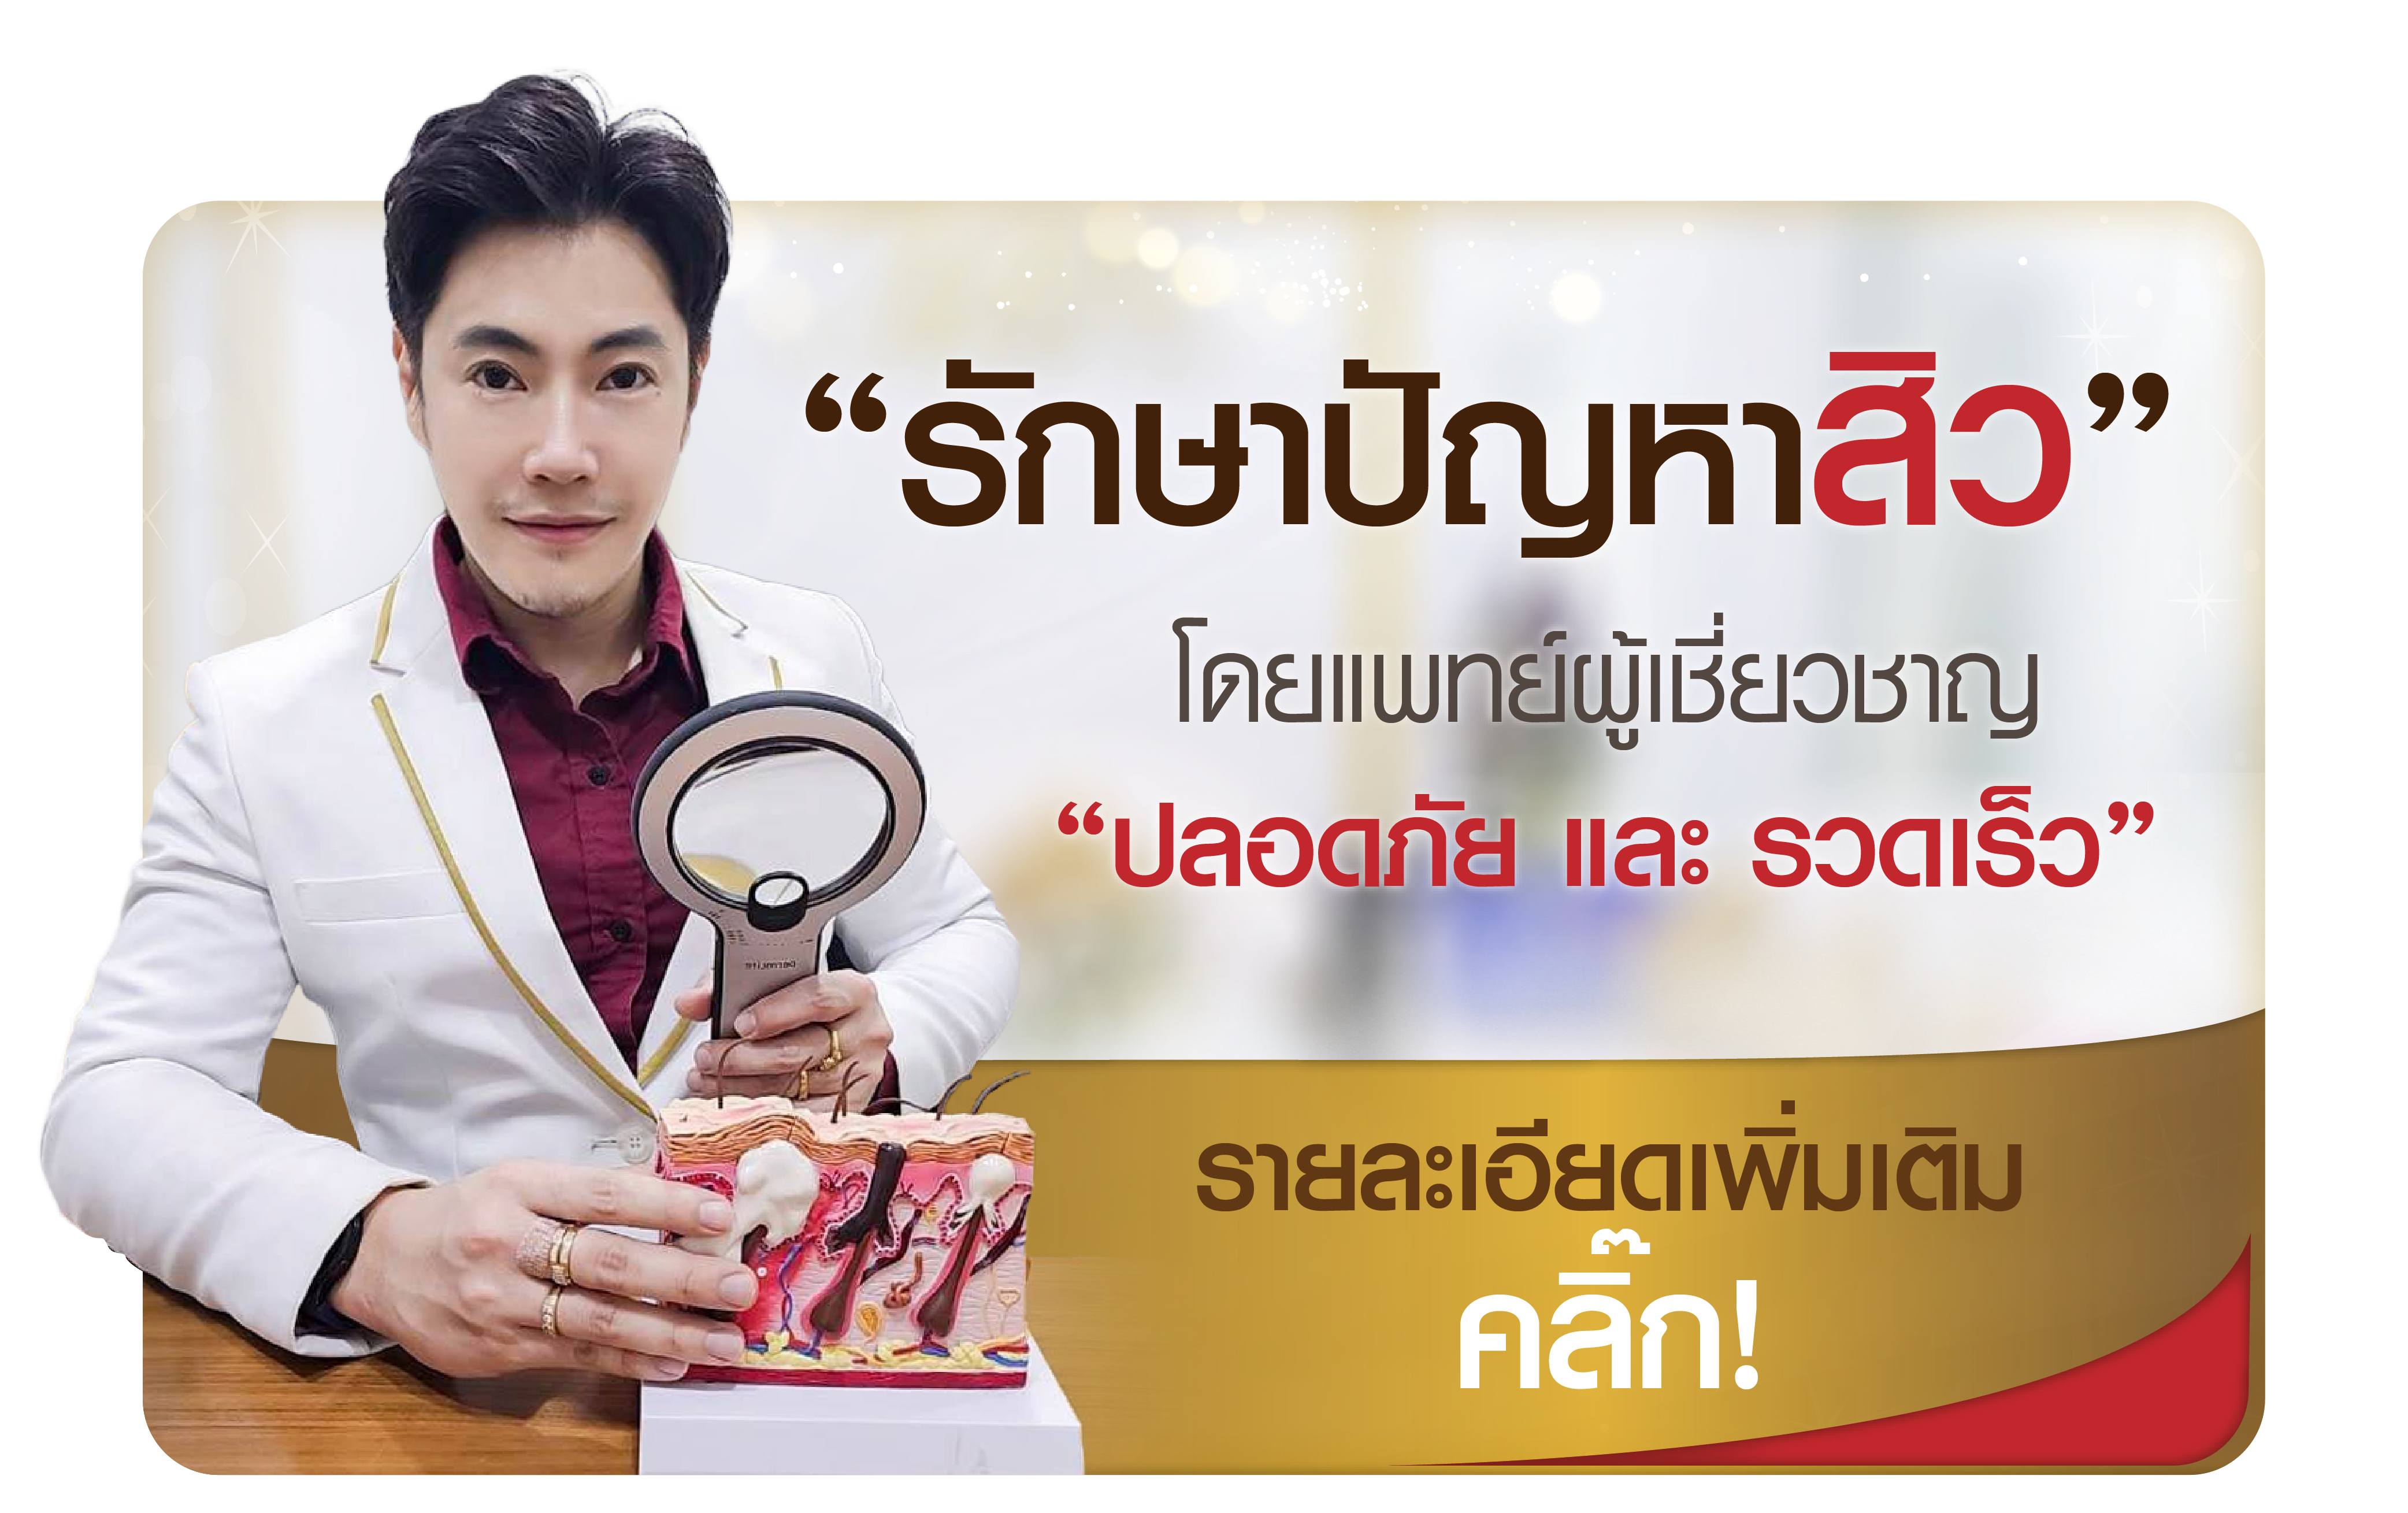 “รักษาปัญหาสิว”
โดยแพทย์ผู้เชี่ยวชาญ
“ปลอดภัย และ รวดเร็ว”
รายละเอียดเพิ่มเติม
คลิ๊ก!